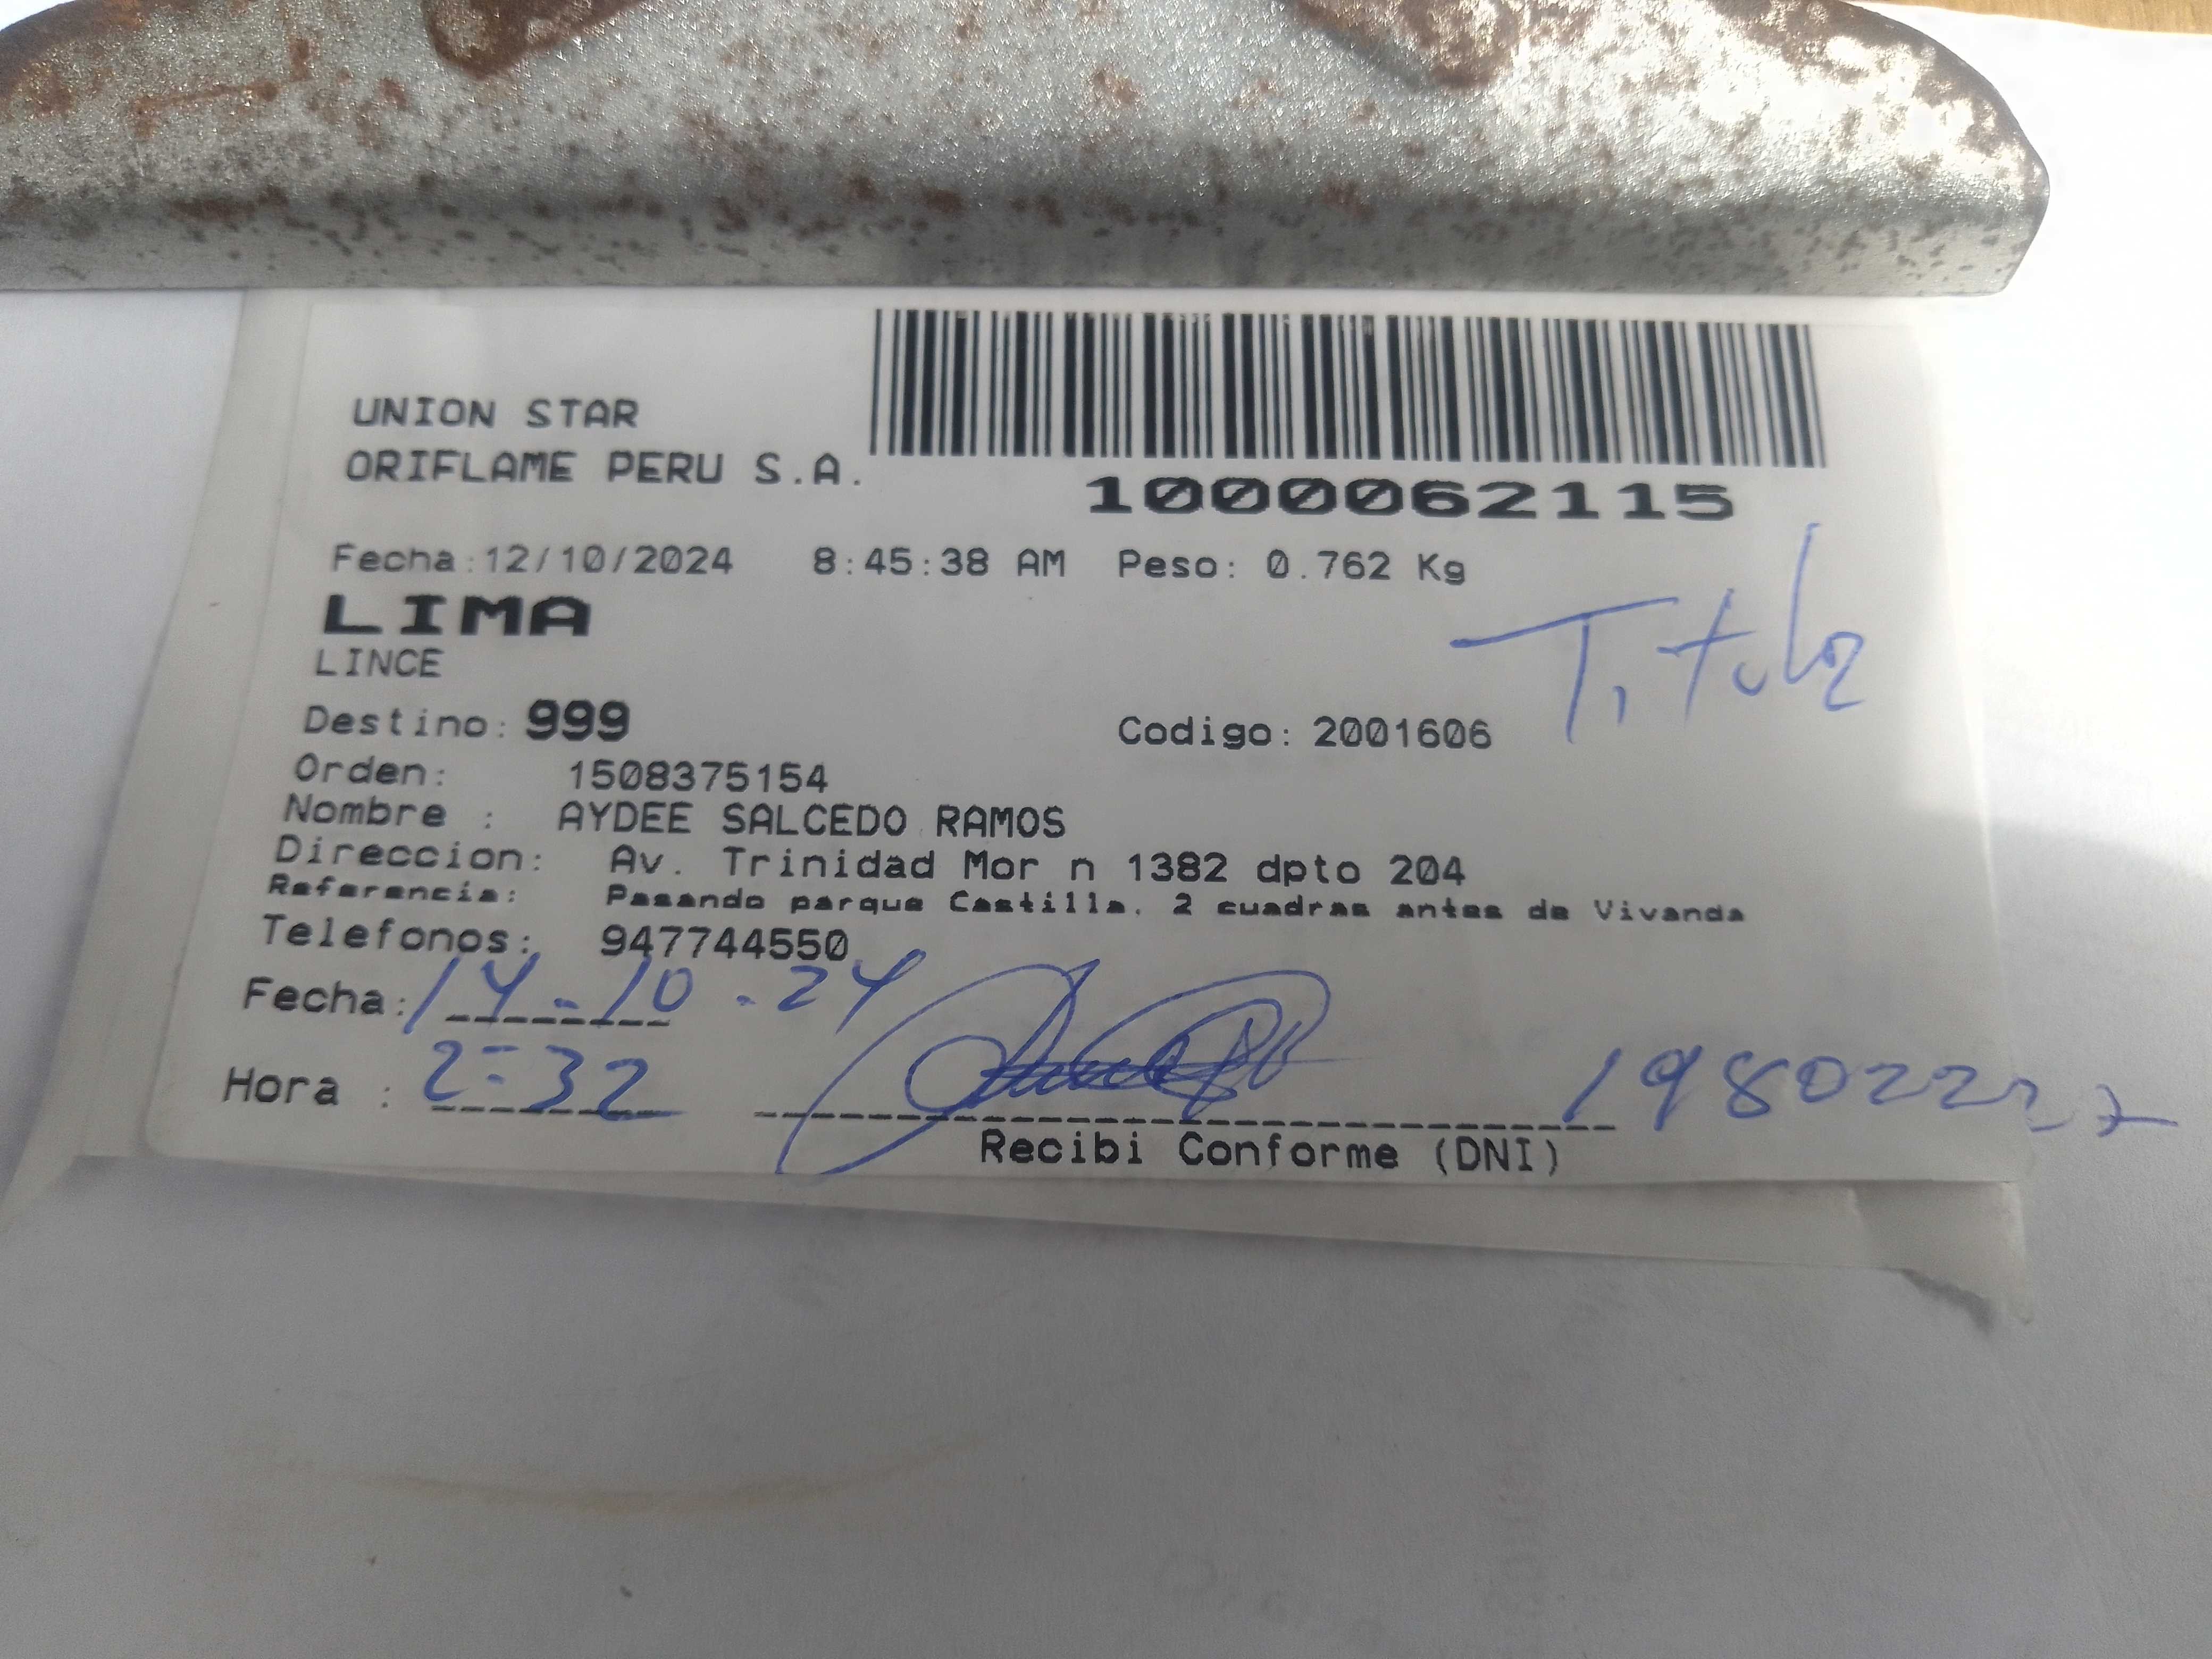 UNION STAR
ORIFLAME PERU S.A.
1000062115
Fecha:12/10/2024 8:45:38 AM Peso: 0.762 Kg
LIMA
LINCE
Titula
Destino: 999 Codigo: 2001606
Orden: 1508375154
Nombre : AYDEE SALCEDO RAMOS
Direccion: Av. Trinidad Mor n 1382 dpto 204
Referencia: Pasando parque Castilla. 2 cuadras antes de Vivanda
Telefonos: 947744550
Fecha: 14-10-24
Hora : 2:32
Recibi Conforme (DNI)